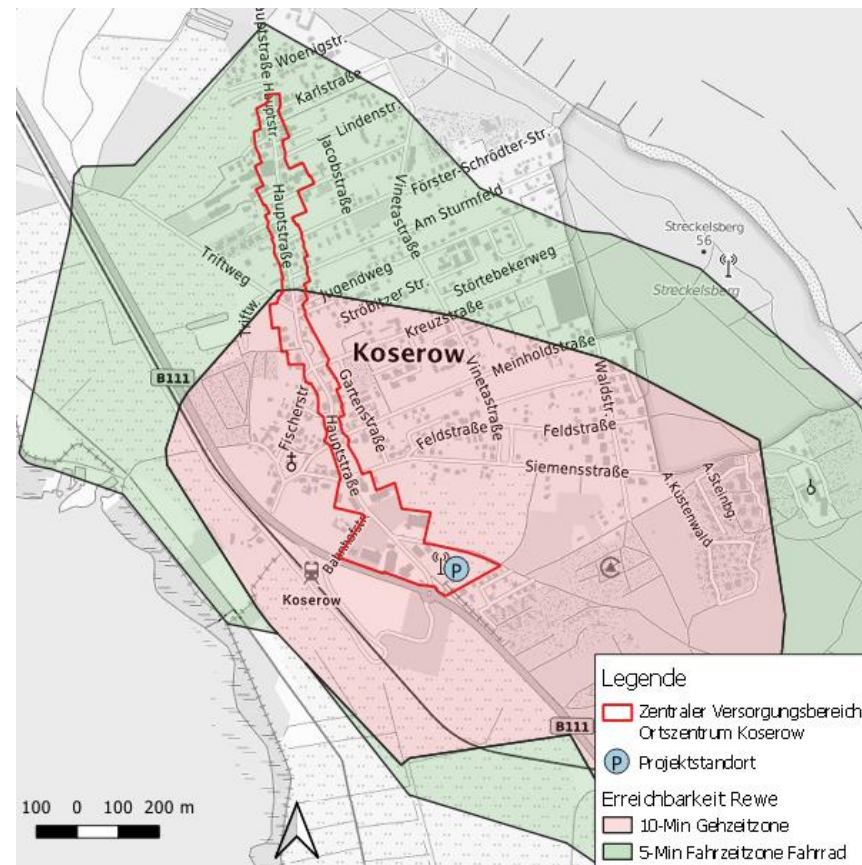 Hauptstraße
Hauptstr.
Woenigstr.
Karlstraße
Lindenstr.
Jacobstraße
Förster-Schrödter-Str.
Vinetastraße
Am Sturmfeld
Hauptstraße
Streckelsberg
56
Streckelsberg
Triftweg
Jugendweg
Störtebekerweg
Ströbitzer Str.
Triftw.
Kreuzstraße
Koserow
Meinholdstraße
B111
Vinetastraße
Waldstr.
Gartenstraße
Fischerstr
Feldstraße
Feldstraße
Hauptstraße
Siemensstraße
A.Steinbg.
A.Küstenwald
Bahnhofstr
P
Koserow
B111
100 0 100 200 m
Legende
Zentraler Versorgungsbereich
Ortszentrum Koserow
P Projektstandort
Erreichbarkeit Rewe
10-Min Gehzeitzone
5-Min Fahrzeitzone Fahrrad